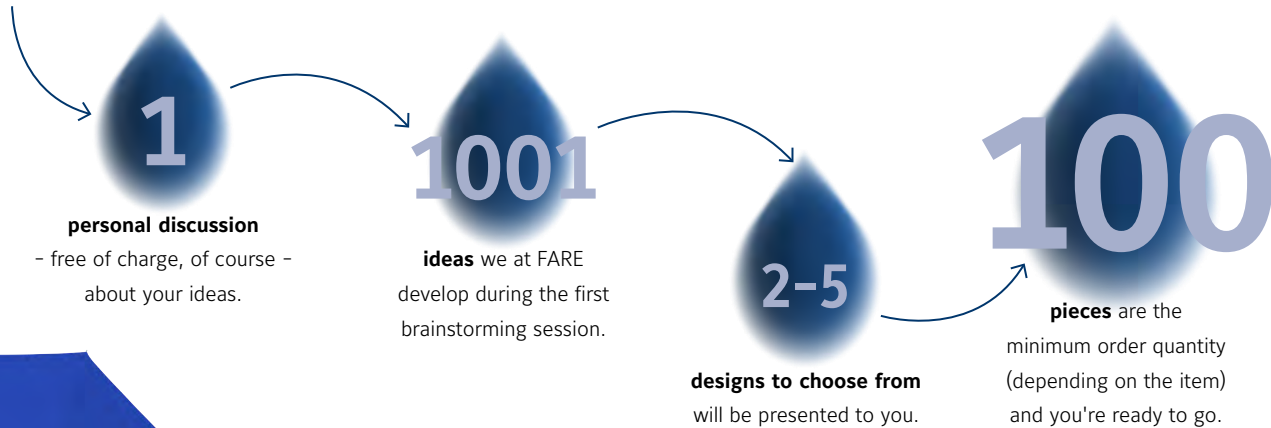 1
personal discussion
– free of charge, of course –
about your ideas.
1001
ideas we at FARE
develop during the first
brainstorming session.
2–5
designs to choose from
will be presented to you.
100
pieces are the
minimum order quantity
(depending on the item)
and you're ready to go.